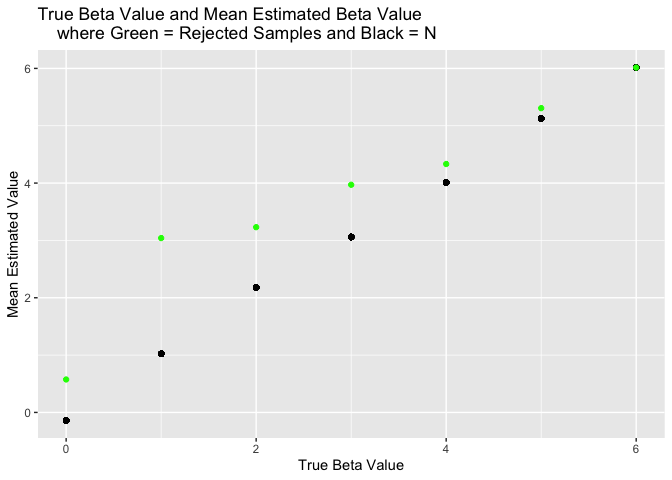 True Beta Value and Mean Estimated Beta Value
where Green = Rejected Samples and Black = N
Mean Estimated Value
6
4
2
0
0 2 4 6
True Beta Value